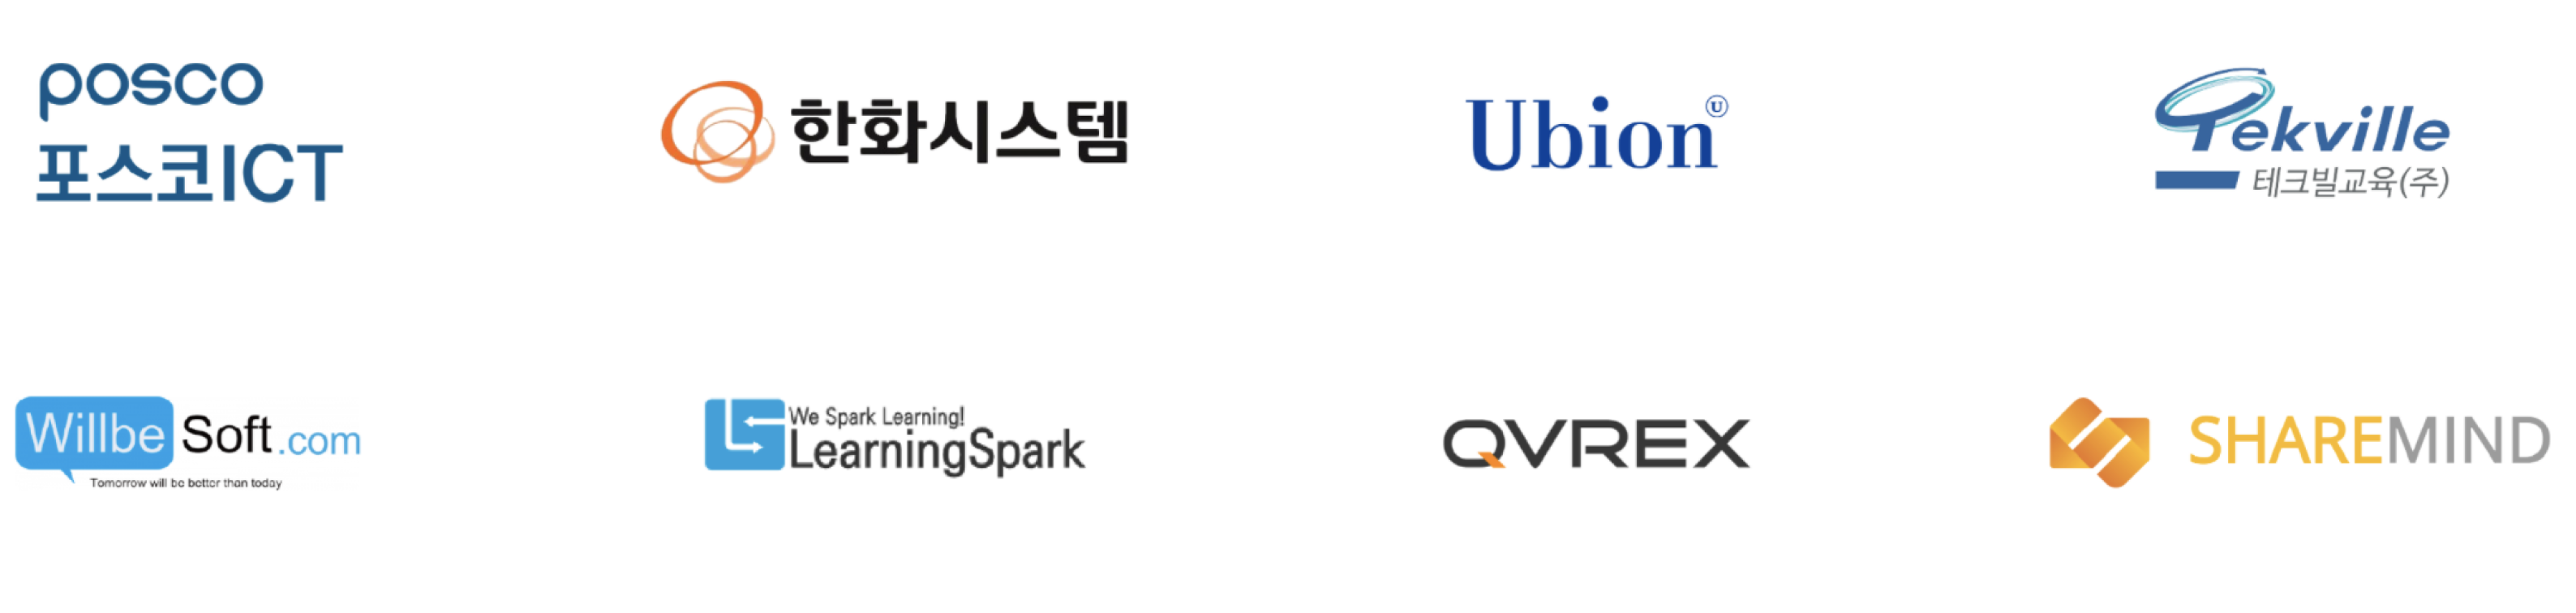 posco
포스코ICT
한화시스템
Ubion U
Tekville
테크빌교육(주)
Willbe Soft.com
Tomorrow will be better than today
We Spark Learning!
LearningSpark
QVREX
SHAREMIND